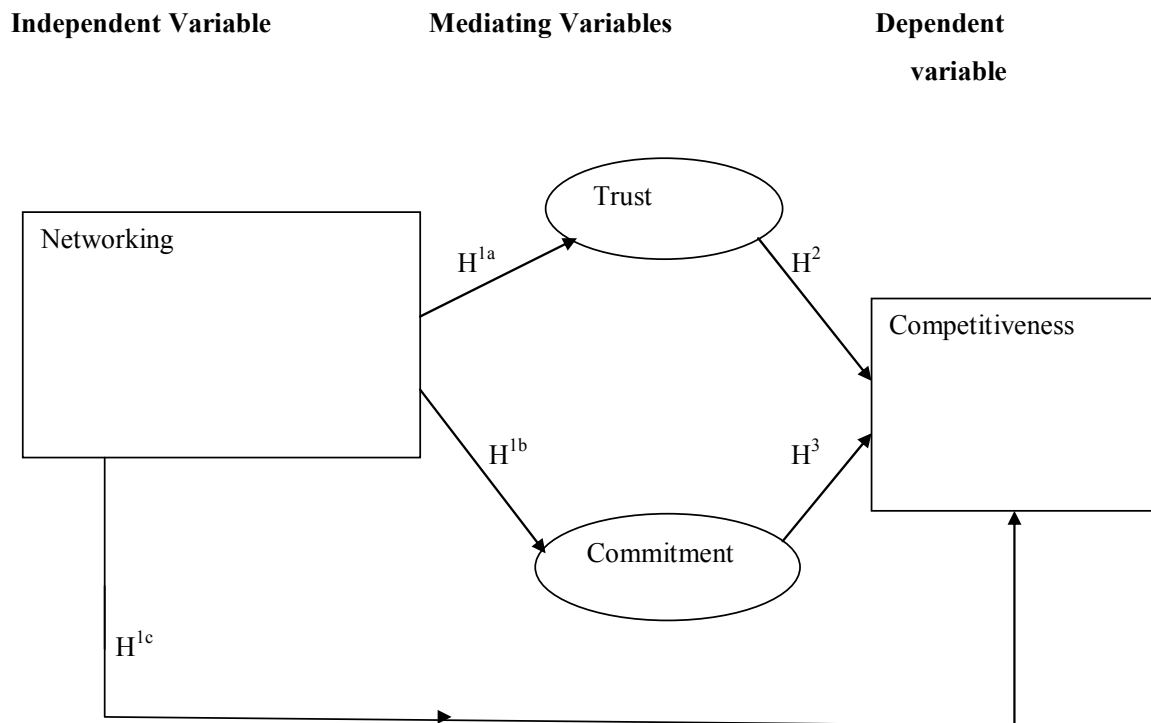 Independent Variable
Mediating Variables
Dependent
variable
Trust
Networking
H1a
H2
Competitiveness
H1b
H3
Commitment
H1c